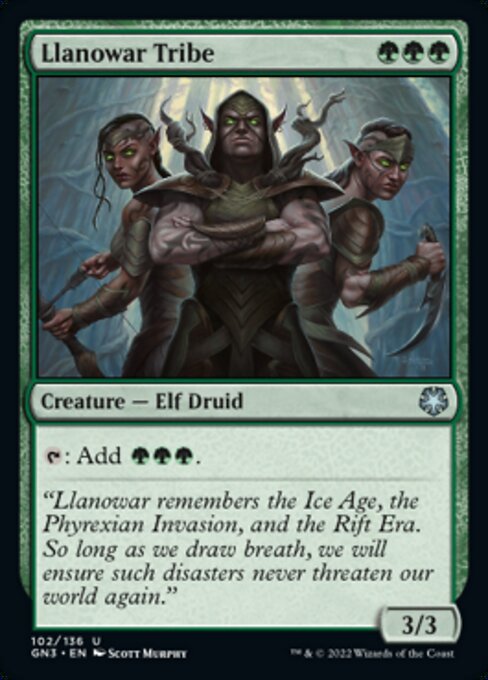 Llanowar Tribe
Creature — Elf Druid
: Add .
“Llanowar remembers the Ice Age, the
Phyrexian Invasion, and the Rift Era.
So long as we draw breath, we will
ensure such disasters never threaten our
world again.”
3/3
102/136 U
GN3 • EN Scott Murphy
™ & © 2022 Wizards of the Coast